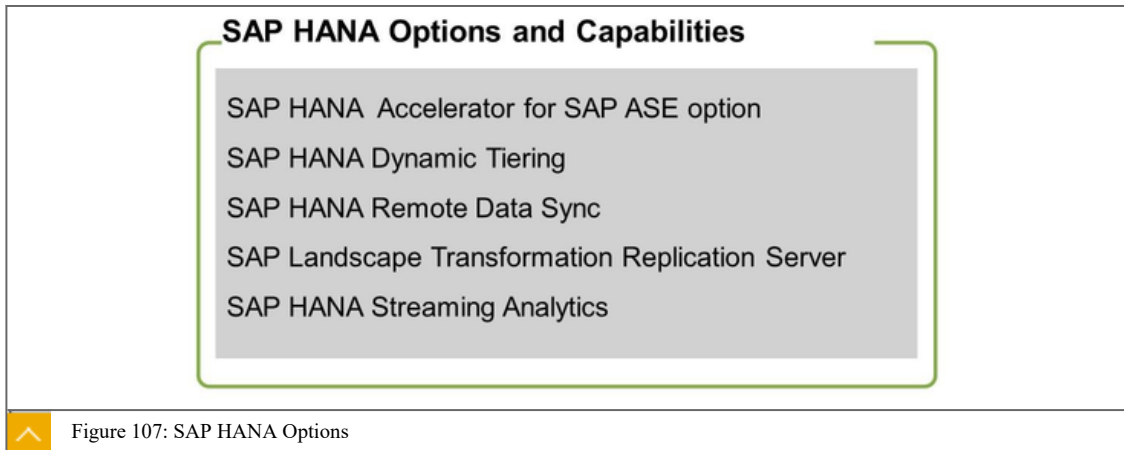 SAP HANA Options and Capabilities
SAP HANA Accelerator for SAP ASE option
SAP HANA Dynamic Tiering
SAP HANA Remote Data Sync
SAP Landscape Transformation Replication Server
SAP HANA Streaming Analytics
Figure 107: SAP HANA Options